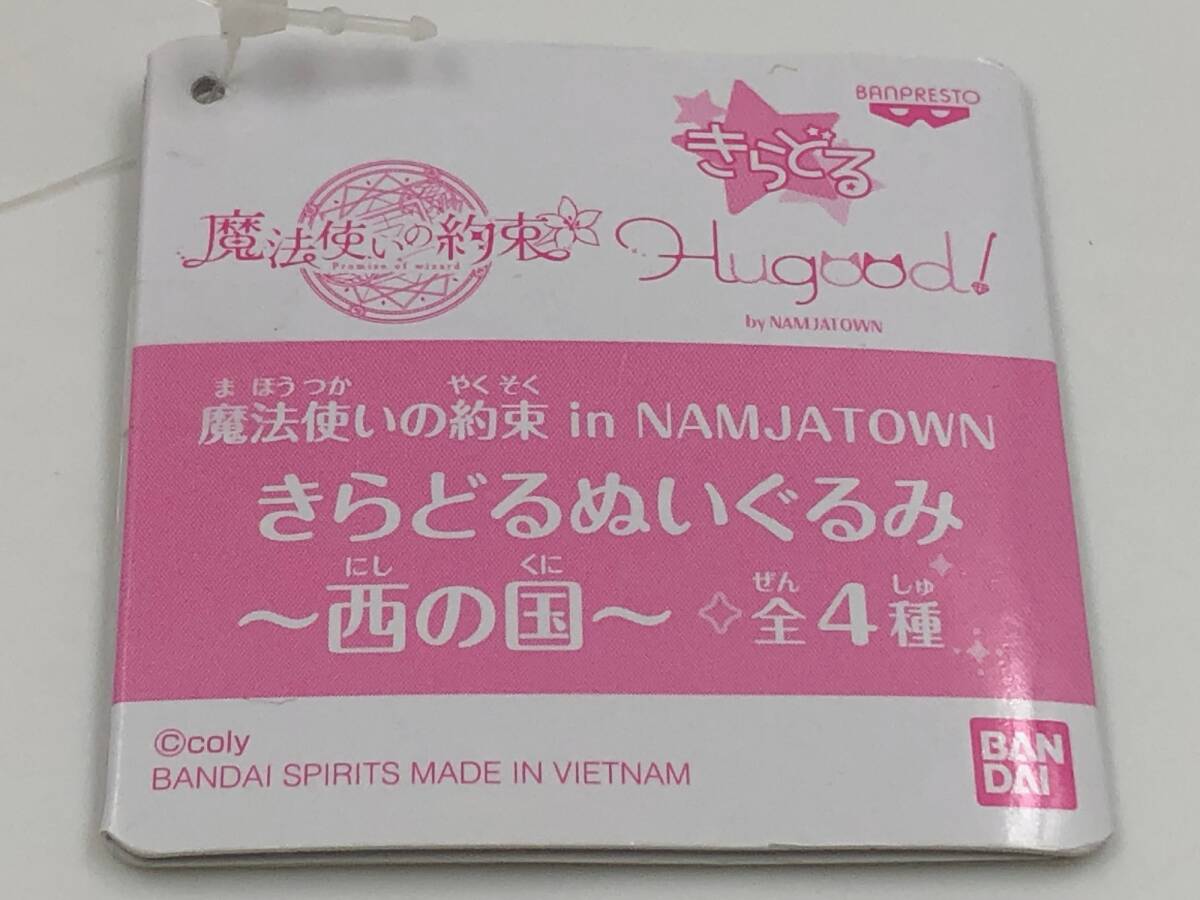 BANPRESTO
きらどる
魔法使いの約束
Promise of wizard
Hugood!
by NAMJATOWN
ま ほう つか やく そく
魔法使いの約束 in NAMJATOWN
きらどるぬいぐるみ
にし くに ぜん しゅ
～西の国～ 全4種
©coly
BANDAI SPIRITS MADE IN VIETNAM
BAN
DAI